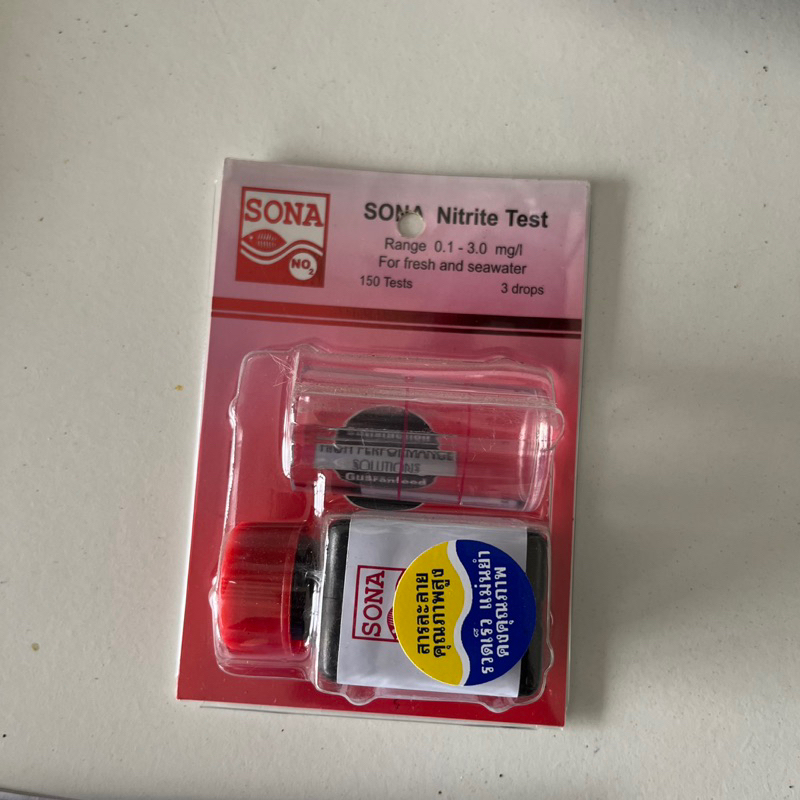 SONA
NO2
SONA Nitrite Test
Range 0.1 - 3.0 mg/l
For fresh and seawater
150 Tests 3 drops
Satisfaction
HIGH PERFORMANCE
SOLUTIONS
Guaranteed
SONA
สารละลาย
คุณภาพสูง
รวดเร็ว แม่นยำ
คงคุณภาพ